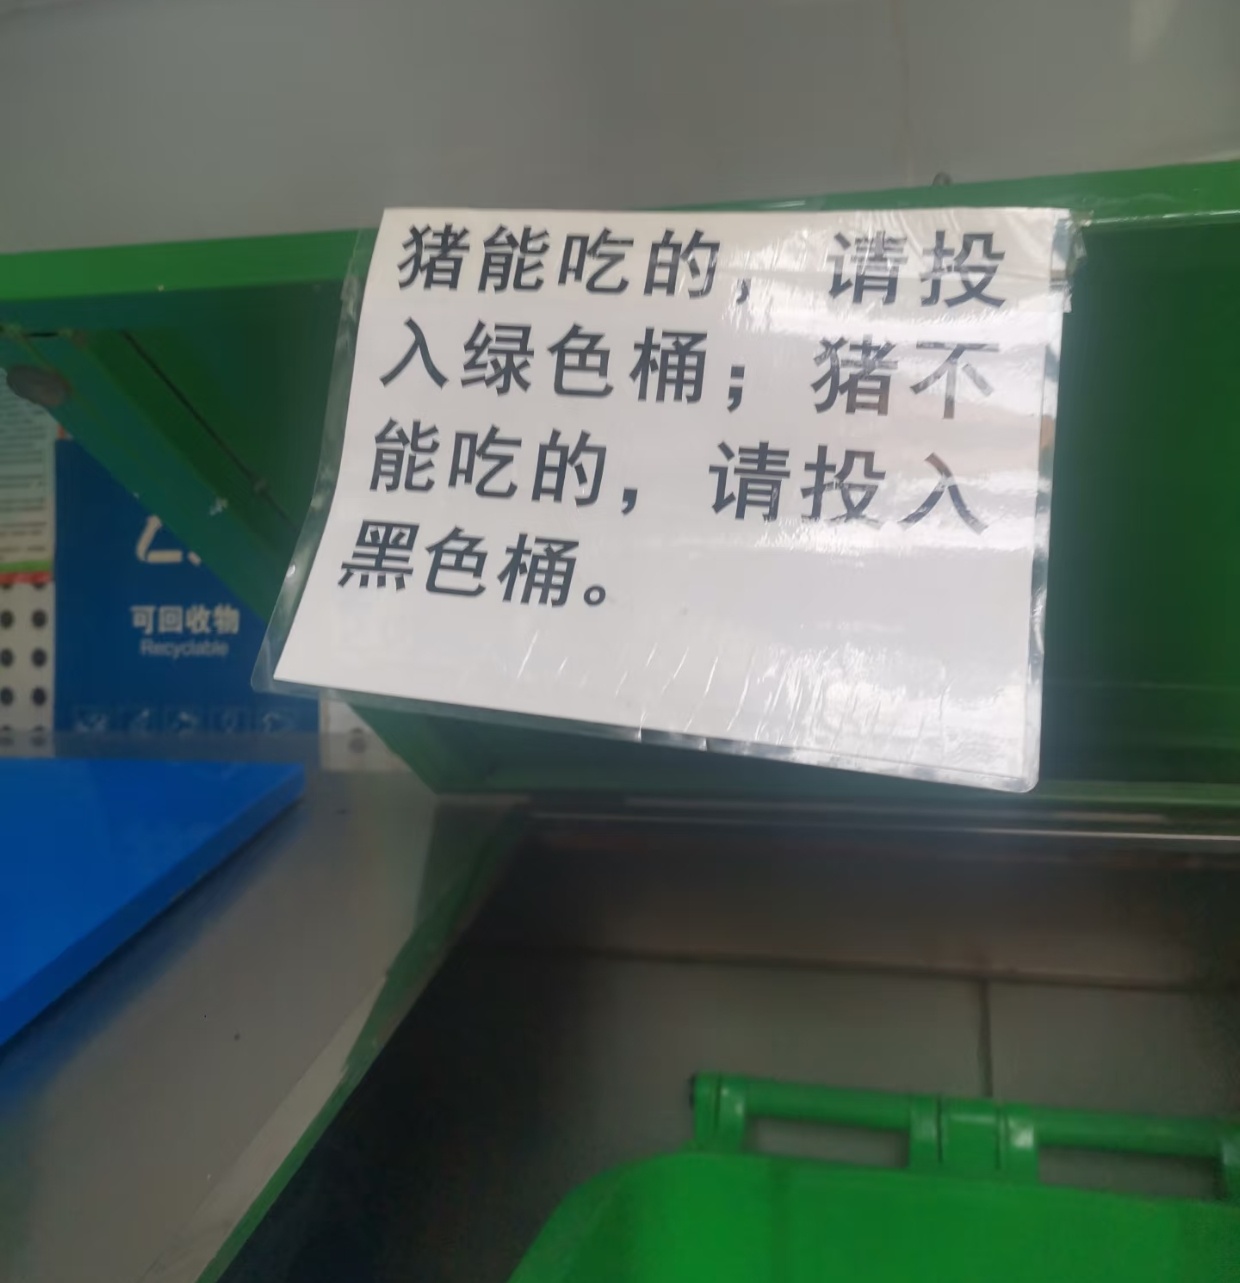 猪能吃的，请投
入绿色桶；猪不
能吃的，请投入
黑色桶。
可回收物
Recyclable